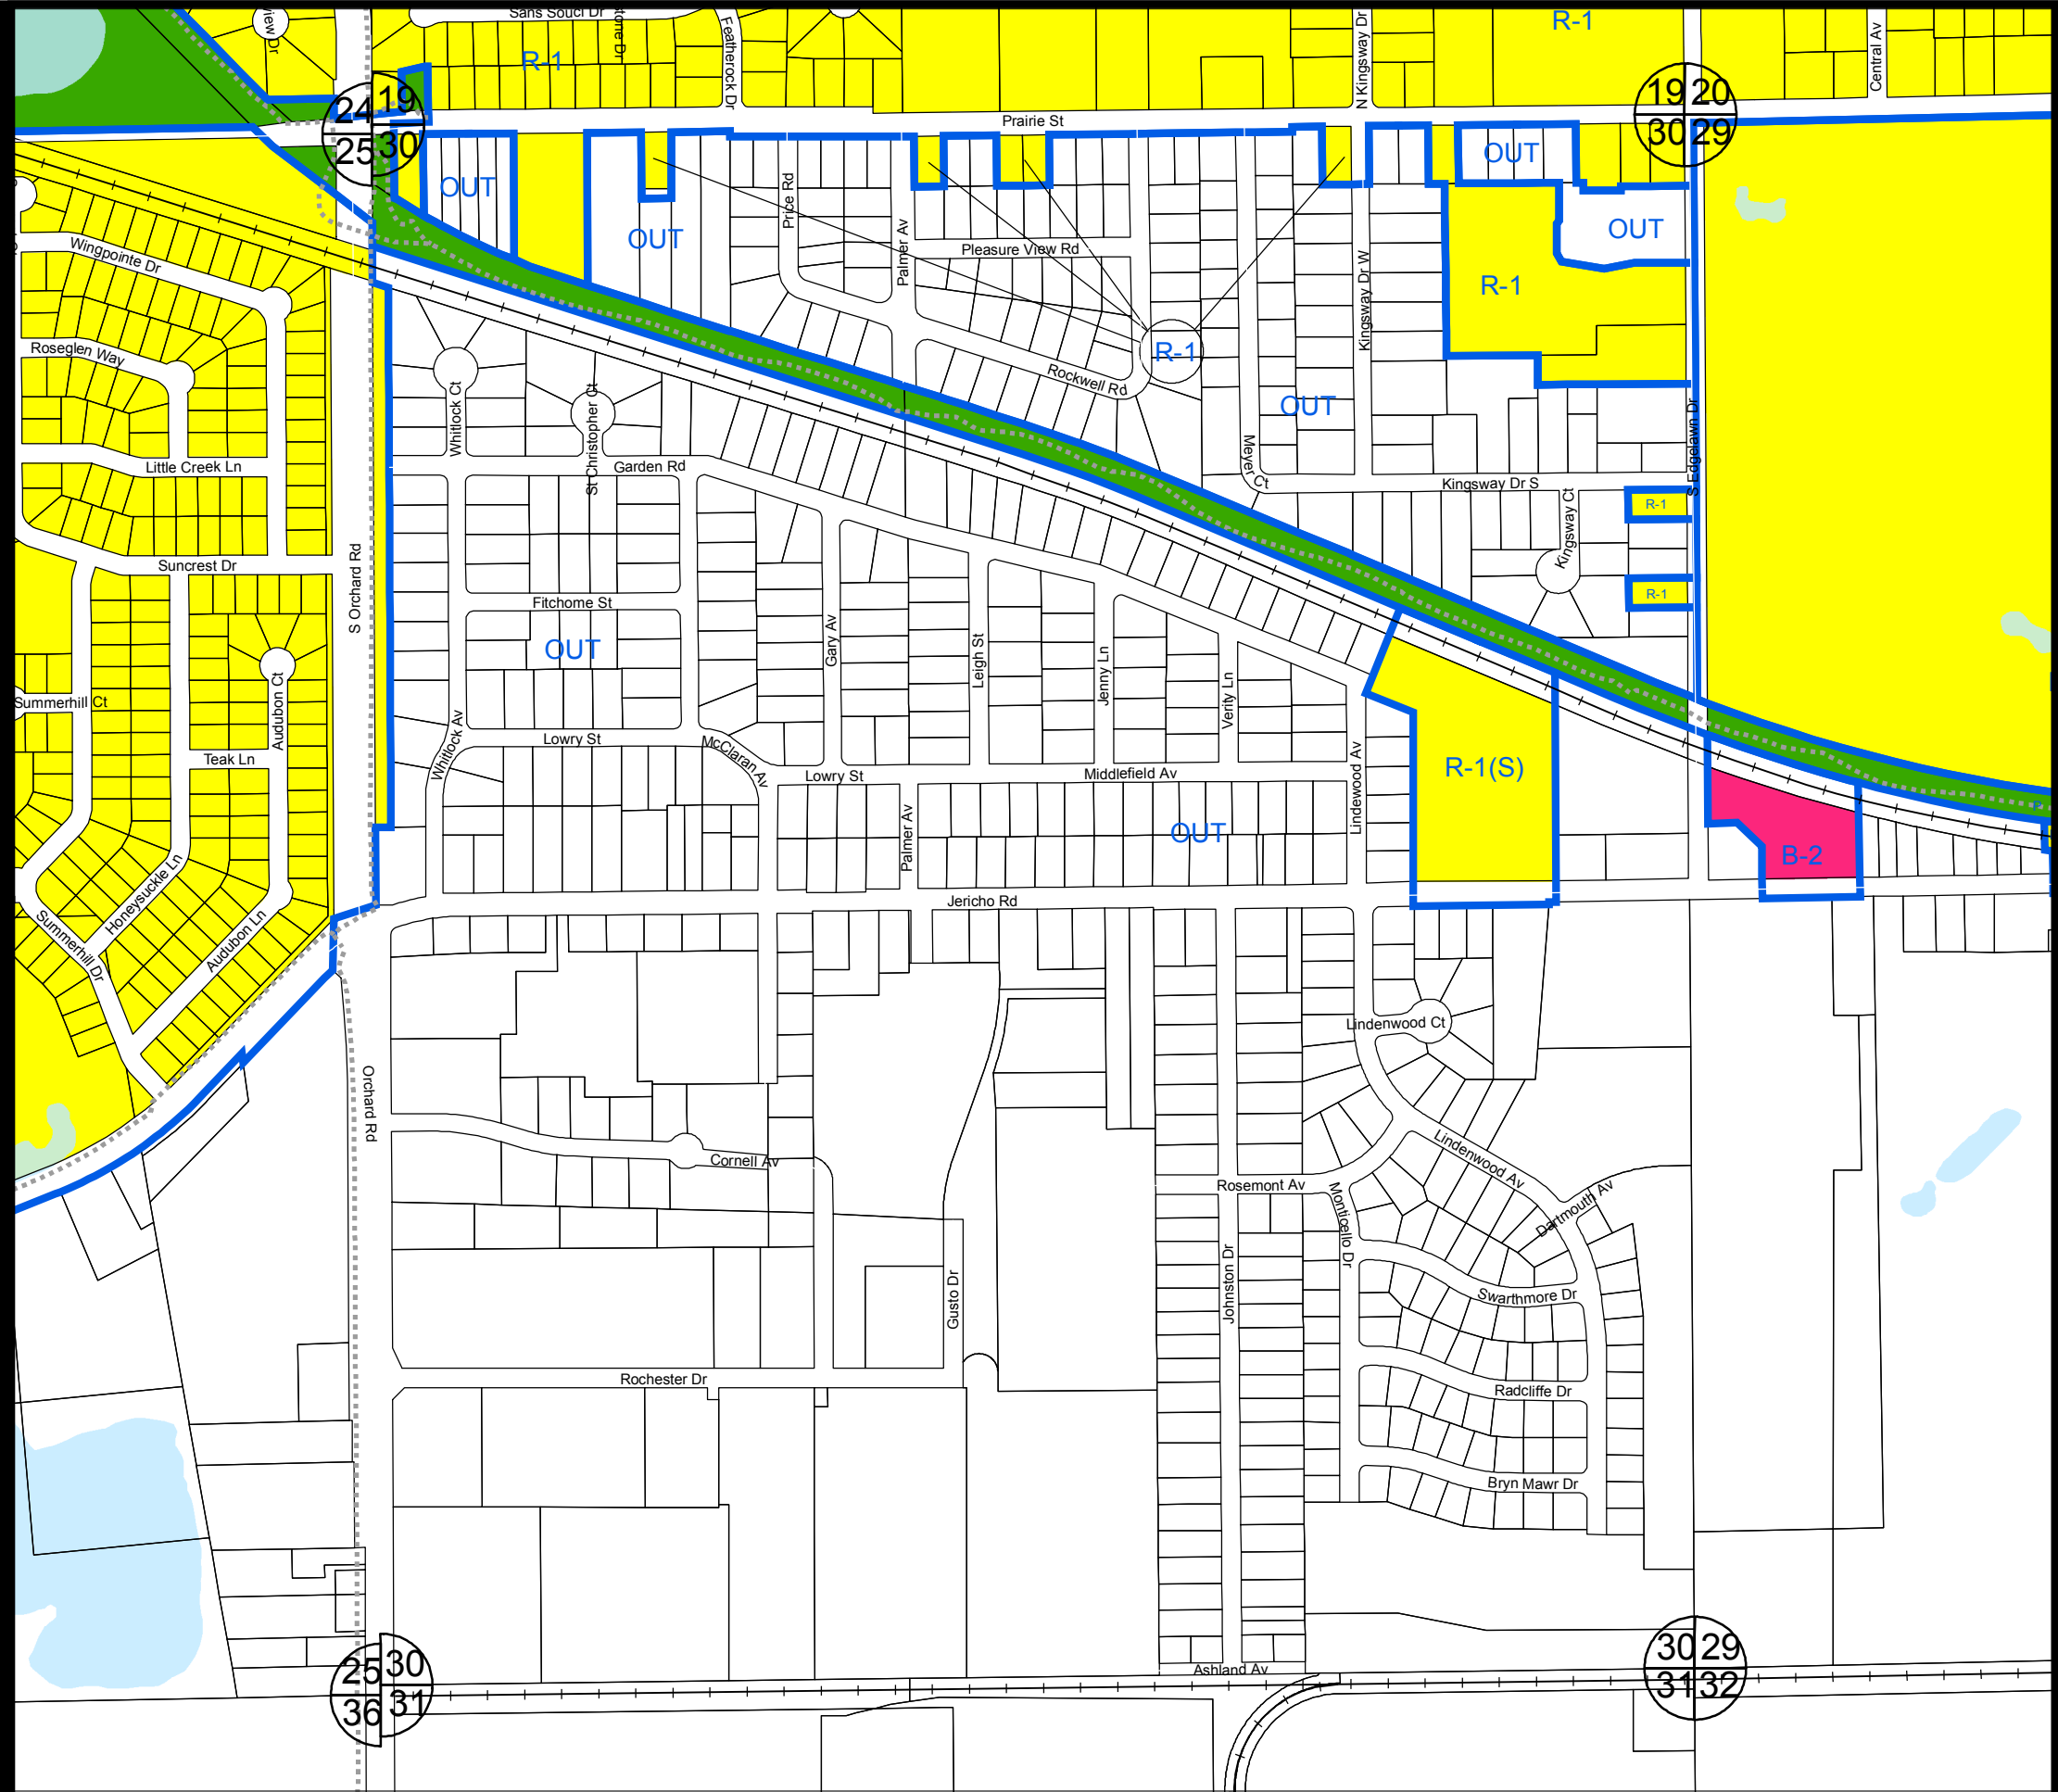 Sans Souci Dr
R-1
R-1
Featherock Dr
N Kingsway Dr
Central Av
24 19
25 30
19 20
30 29
Prairie St
OUT
OUT
OUT
OUT
Price Rd
Palmer Av
Pleasure View Rd
Kingsway Dr W
R-1
R-1
Wingpointe Dr
Roseglen Way
Rockwell Rd
OUT
Whitlock Ct
St Christopher Ct
Garden Rd
Meyer Ct
Kingsway Dr S
S Edgelawn Dr
Little Creek Ln
R-1
Kingsway Ct
Suncrest Dr
S Orchard Rd
R-1
Fitchome St
OUT
Gary Av
Leigh St
Jenny Ln
Verity Ln
Summerhill Ct
Audubon Ct
Teak Ln
Whitlock Av
Lowry St
McClaran Av
Lowry St
Middlefield Av
Lindewood Av
R-1(S)
P
Palmer Av
OUT
B-2
Honeysuckle Ln
Summerhill Dr
Audubon Ln
Jericho Rd
Lindenwood Ct
Orchard Rd
Cornell Av
Lindenwood Av
Rosemont Av
Monticello Dr
Dartmouth Av
Gusto Dr
Johnston Dr
Swarthmore Dr
Rochester Dr
Radcliffe Dr
Bryn Mawr Dr
Ashland Av
25 30
36 31
30 29
31 32